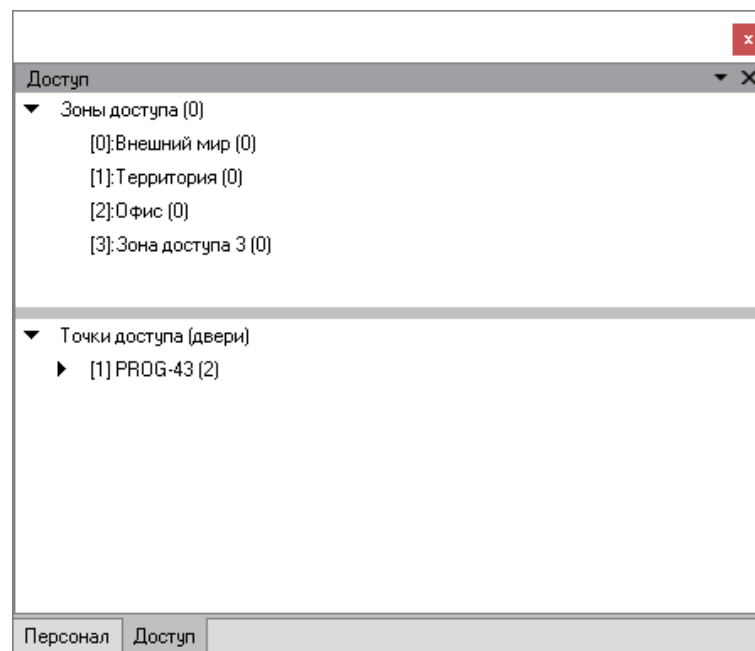 x
Доступ
Зоны доступа (0)
[0]:Внешний мир (0)
[1]:Территория (0)
[2]:Офис (0)
[3]:Зона доступа 3 (0)
Точки доступа (двери)
[1] PROG-43 (2)
Персонал Доступ